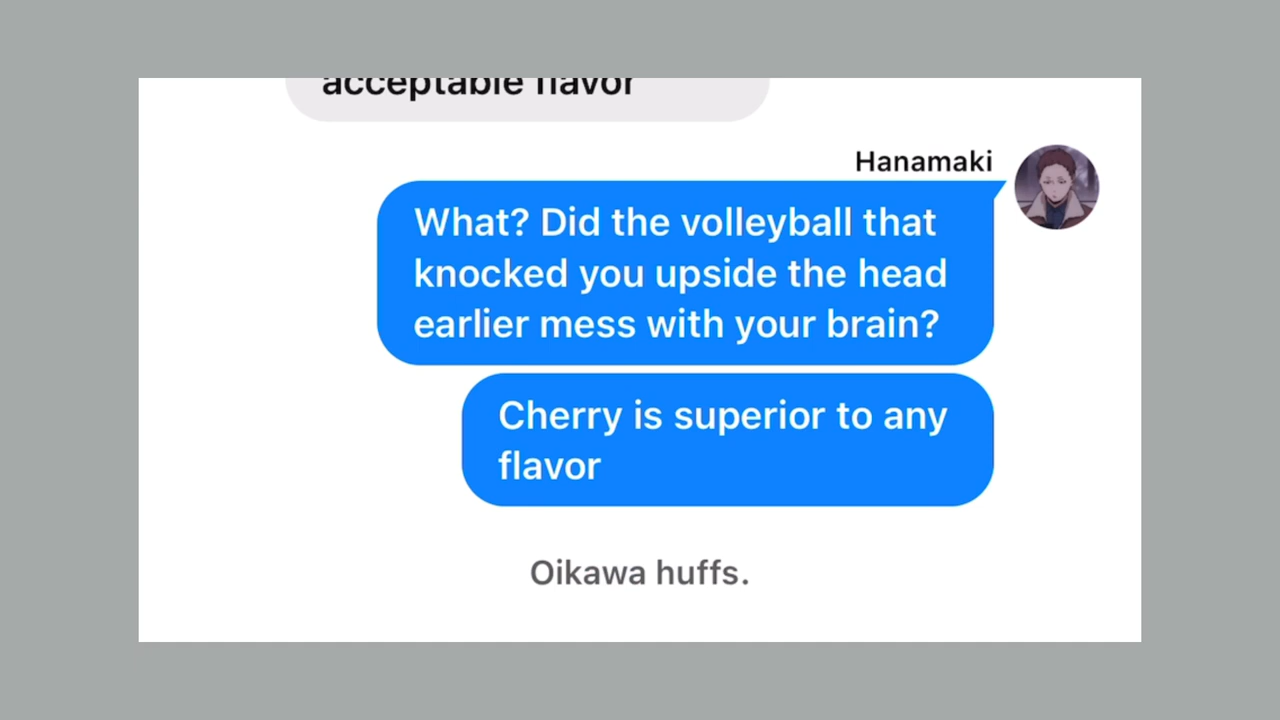 acceptable flavor
Hanamaki
What? Did the volleyball that
knocked you upside the head
earlier mess with your brain?
Cherry is superior to any
flavor
Oikawa huffs.